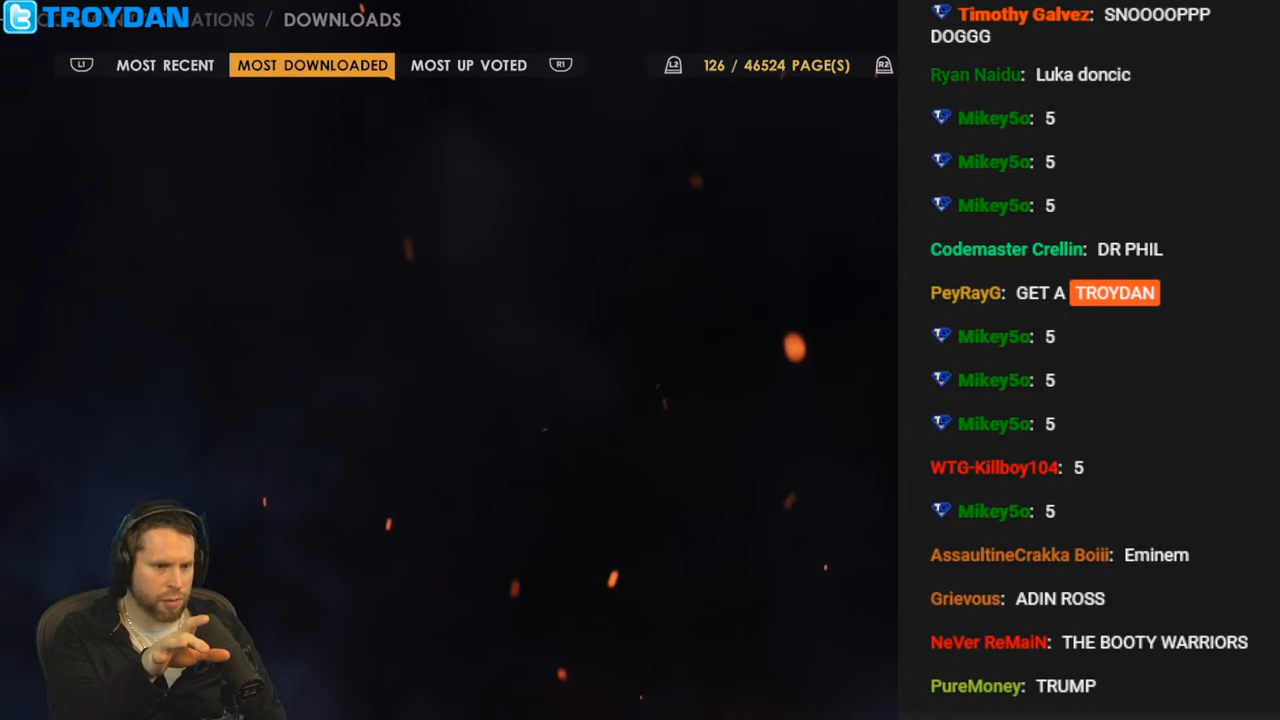 TROYDAN
ATIONS / DOWNLOADS
L1 MOST RECENT MOST DOWNLOADED MOST UP VOTED R1 L2 126 / 46524 PAGE(S) R2
Timothy Galvez: SNOOOOPPP
DOGGG
Ryan Naidu: Luka doncic
Mikey5o: 5
Mikey5o: 5
Mikey5o: 5
Codemaster Crellin: DR PHIL
PeyRayG: GET A TROYDAN
Mikey5o: 5
Mikey5o: 5
Mikey5o: 5
WTG-Killboy104: 5
Mikey5o: 5
AssaultineCrakka Boiii: Eminem
Grievous: ADIN ROSS
NeVer ReMaiN: THE BOOTY WARRIORS
PureMoney: TRUMP